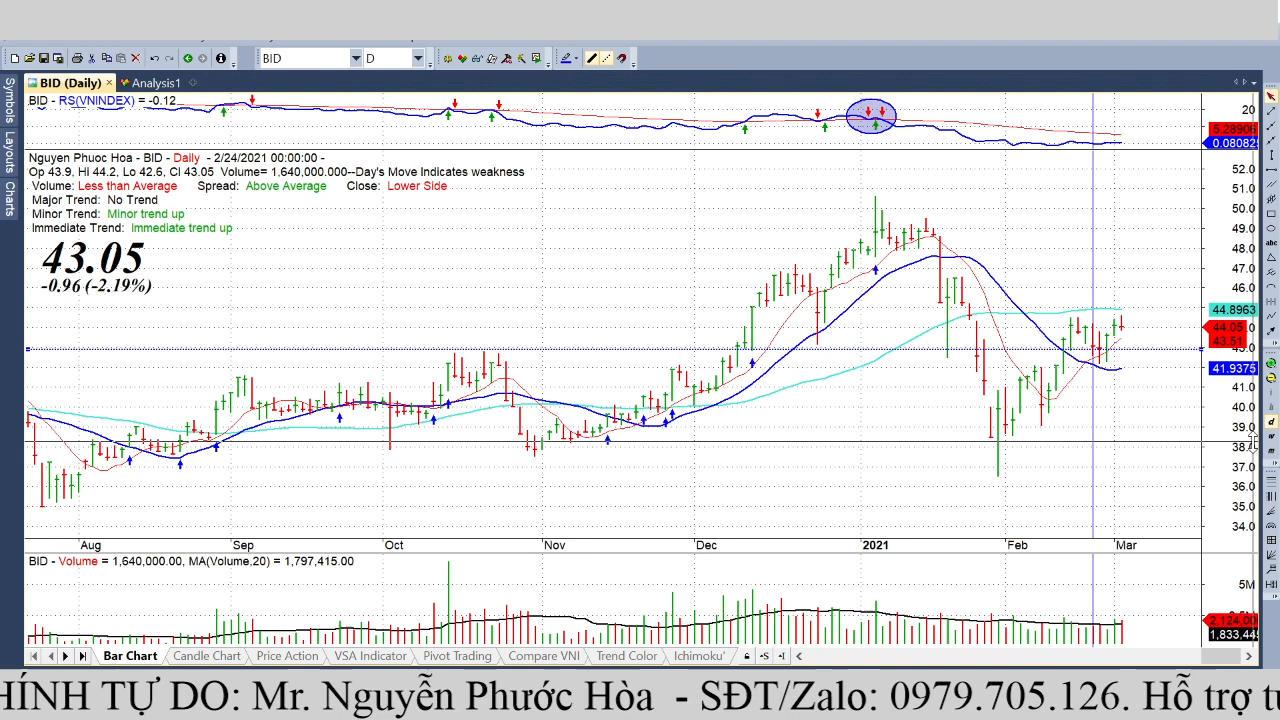 BID
D
Symbols
Layouts
Charts
BID (Daily)
Analysis1
BID - RS(VNINDEX) = -0.12
20
5.28906
0.08082
Nguyen Phuoc Hoa - BID - Daily - 2/24/2021 00:00:00 -
Op 43.9, Hi 44.2, Lo 42.6, Cl 43.05 Volume= 1,640,000.000--Day's Move Indicates weakness
Volume: Less than Average Spread: Above Average Close: Lower Side
Major Trend: No Trend
Minor Trend: Minor trend up
Immediate Trend: Immediate trend up
43.05
-0.96 (-2.19%)
52.0
51.0
50.0
49.0
48.0
47.0
46.0
44.8963
44.05
43.51
43.0
41.9375
41.0
40.0
39.0
38.0
37.0
36.0
35.0
34.0
Aug Sep Oct Nov Dec 2021 Feb Mar
BID - Volume = 1,640,000.00, MA(Volume,20) = 1,797,415.00
5M
2,124.00
1,833.44
Bar Chart Candle Chart Price Action VSA Indicator Pivot Trading Compare VNI Trend Color Ichimoku'
HÍNH TỰ DO: Mr. Nguyễn Phước Hòa - SĐT/Zalo: 0979.705.126. Hỗ trợ tư